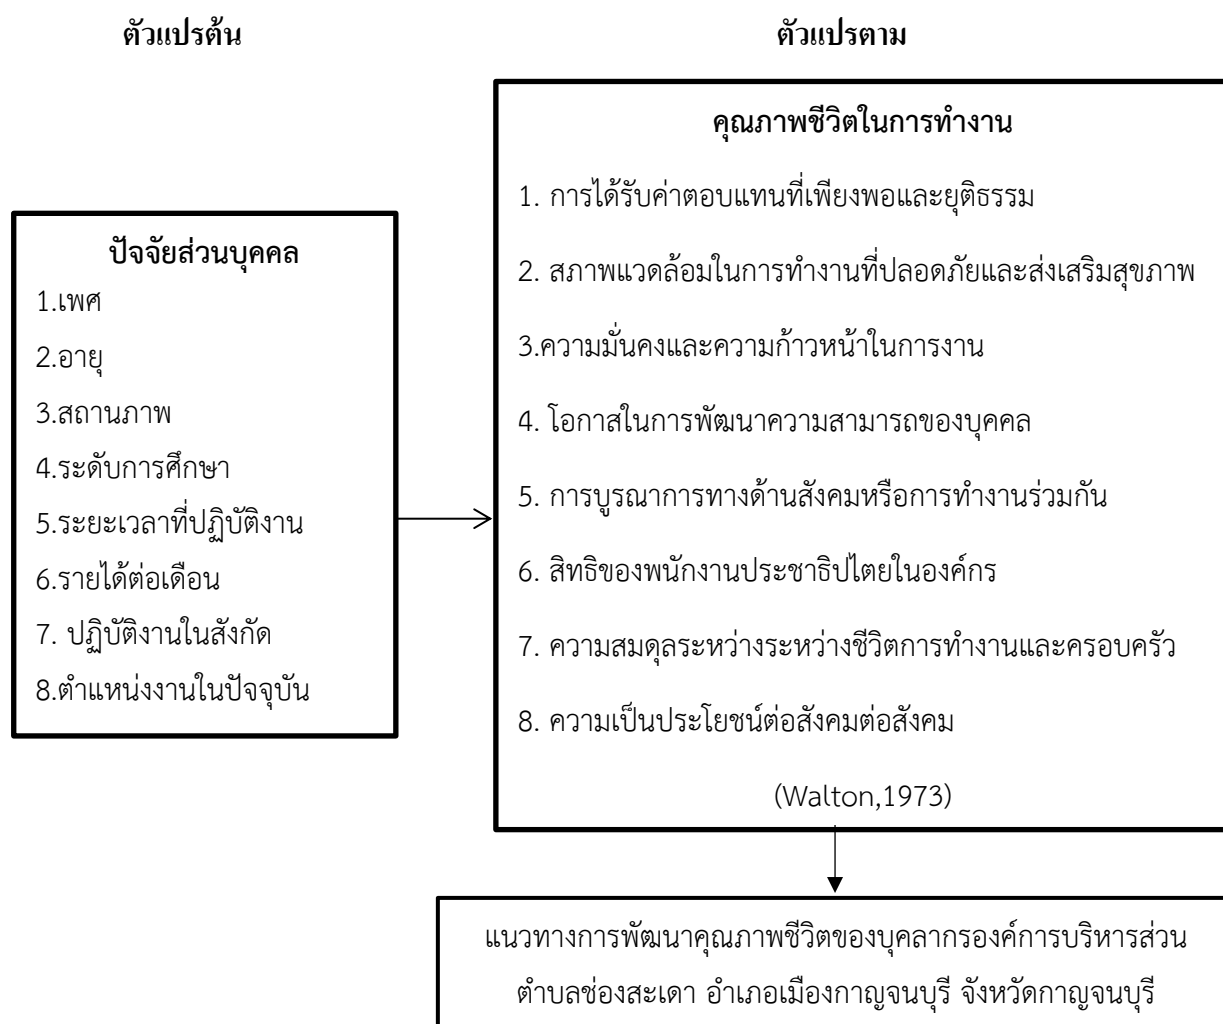 ตัวแปรต้น
ตัวแปรตาม
ปัจจัยส่วนบุคคล
1.เพศ
2.อายุ
3.สถานภาพ
4.ระดับการศึกษา
5.ระยะเวลาที่ปฏิบัติงาน
6.รายได้ต่อเดือน
7. ปฏิบัติงานในสังกัด
8.ตำแหน่งงานในปัจจุบัน
คุณภาพชีวิตในการทำงาน
1. การได้รับค่าตอบแทนที่เพียงพอและยุติธรรม
2. สภาพแวดล้อมในการทำงานที่ปลอดภัยและส่งเสริมสุขภาพ
3.ความมั่นคงและความก้าวหน้าในการงาน
4. โอกาสในการพัฒนาความสามารถของบุคคล
5. การบูรณาการทางด้านสังคมหรือการทำงานร่วมกัน
6. สิทธิของพนักงานประชาธิปไตยในองค์กร
7. ความสมดุลระหว่างระหว่างชีวิตการทำงานและครอบครัว
8. ความเป็นประโยชน์ต่อสังคมต่อสังคม
(Walton,1973)
แนวทางการพัฒนาคุณภาพชีวิตของบุคลากรองค์การบริหารส่วน
ตำบลช่องสะเดา อำเภอเมืองกาญจนบุรี จังหวัดกาญจนบุรี